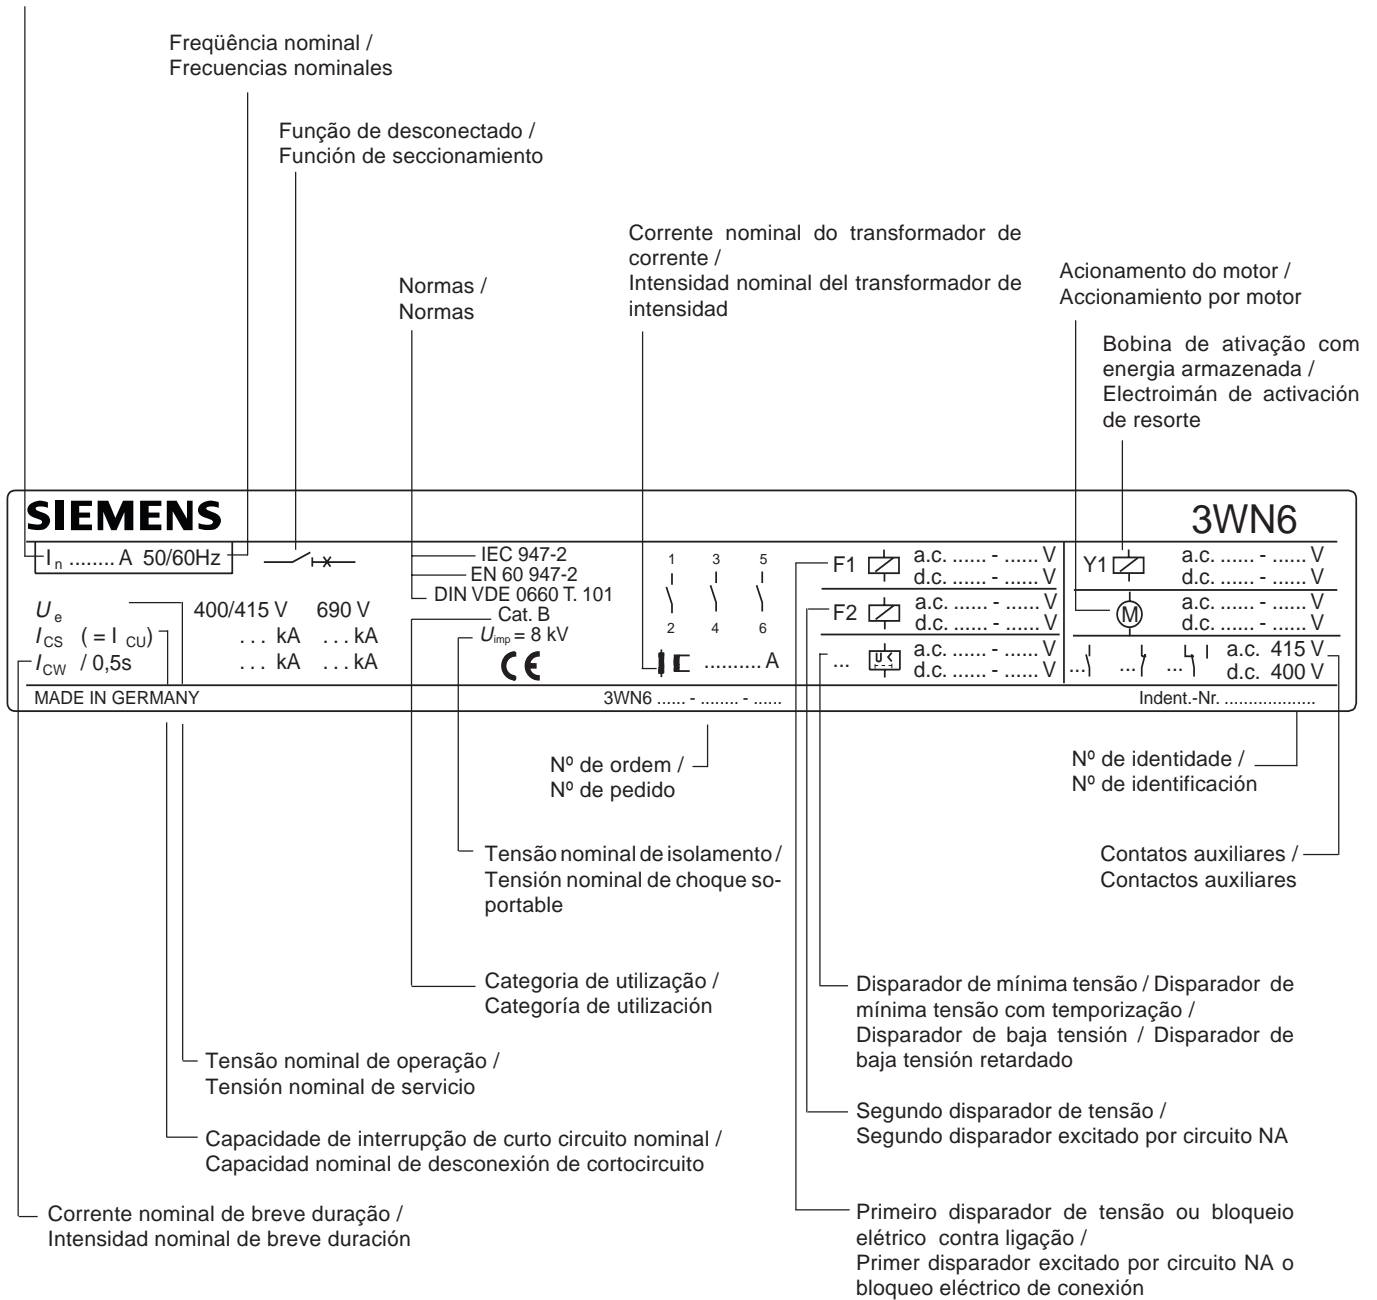 Freqüência nominal /
Frecuencias nominales
Função de desconectado /
Función de seccionamiento
Corrente nominal do transformador de
corrente /
Intensidad nominal del transformador de
intensidad
Normas /
Normas
Acionamento do motor /
Accionamiento por motor
Bobina de ativação com
energia armazenada /
Electroimán de activación
de resorte
SIEMENS
3WN6
In ........ A 50/60Hz
IEC 947-2
EN 60 947-2
DIN VDE 0660 T. 101
Cat. B
Uimp = 8 kV
CE
Ue 400/415 V 690 V
ICS ( = I CU) . . . kA . . . kA
ICW / 0,5s . . . kA . . . kA
1 3 5
2 4 6
.......... A
F1 a.c. ...... - ...... V
d.c. ...... - ...... V
F2 a.c. ...... - ...... V
d.c. ...... - ...... V
... U < a.c. ...... - ...... V
d.c. ...... - ...... V
Y1 a.c. ...... - ...... V
d.c. ...... - ...... V
M a.c. ...... - ...... V
d.c. ...... - ...... V
... ... ... a.c. 415 V
d.c. 400 V
MADE IN GERMANY
3WN6 ...... - ........ - ......
Indent.-Nr. ...................
Nº de ordem /
Nº de pedido
Nº de identidade /
Nº de identificación
Tensão nominal de isolamento /
Tensión nominal de choque so-
portable
Contatos auxiliares /
Contactos auxiliares
Categoria de utilização /
Categoría de utilización
Disparador de mínima tensão / Disparador de
mínima tensão com temporização /
Disparador de baja tensión / Disparador de
baja tensión retardado
Tensão nominal de operação /
Tensión nominal de servicio
Segundo disparador de tensão /
Segundo disparador excitado por circuito NA
Capacidade de interrupção de curto circuito nominal /
Capacidad nominal de desconexión de cortocircuito
Corrente nominal de breve duração /
Intensidad nominal de breve duración
Primeiro disparador de tensão ou bloqueio
elétrico contra ligação /
Primer disparador excitado por circuito NA o
bloqueo eléctrico de conexión